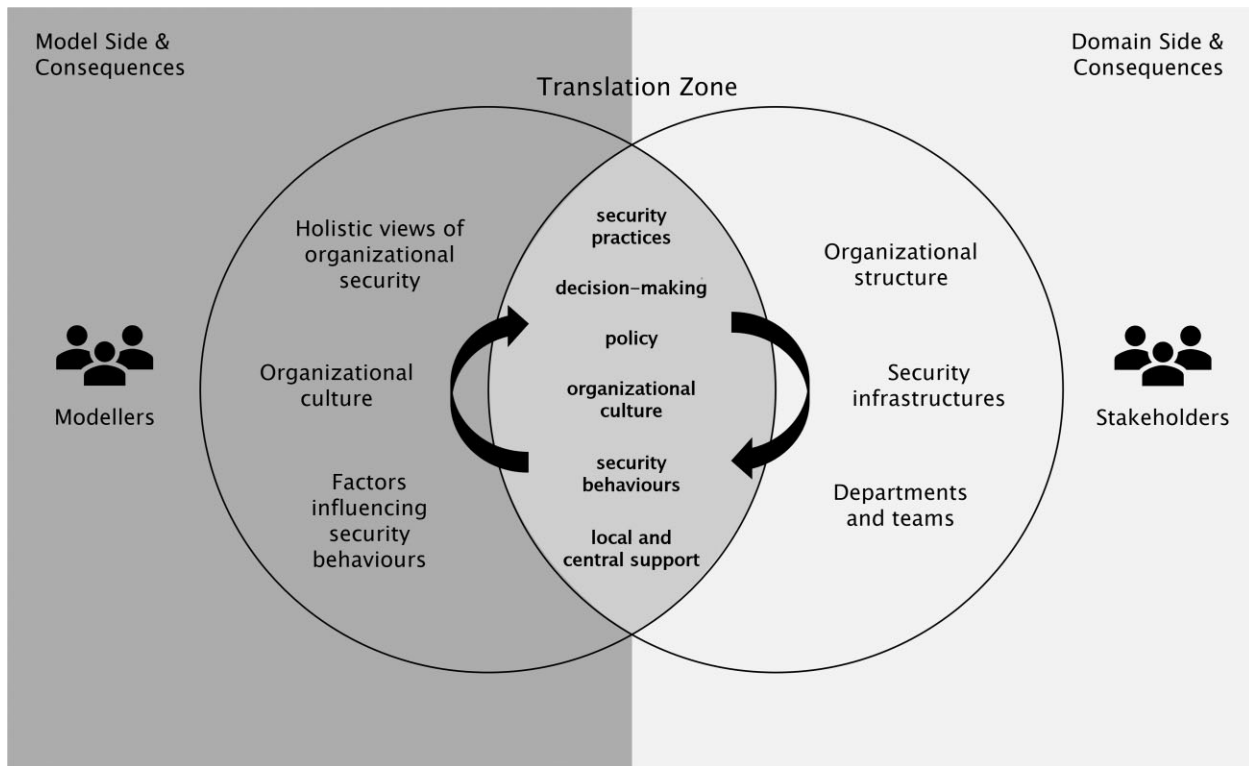 Model Side &
Consequences
Domain Side &
Consequences
Translation Zone
Holistic views of
organizational
security
Organizational
culture
Factors
influencing
security
behaviours
Modellers
security
practices
decision-making
policy
organizational
culture
security
behaviours
local and
central support
Organizational
structure
Security
infrastructures
Departments
and teams
Stakeholders